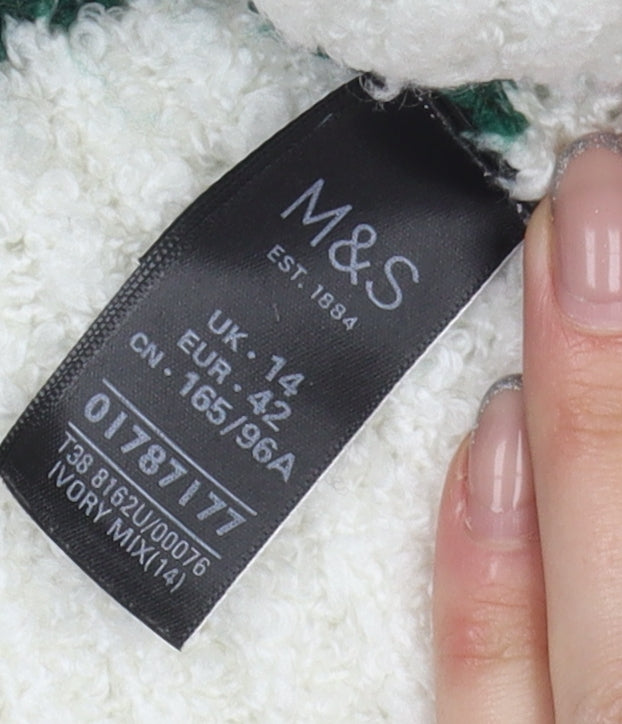 M&S
EST. 1884
UK · 14
EUR · 42
CN · 165/96A
01787177
T38 8162U/00076
IVORY MIX(14)